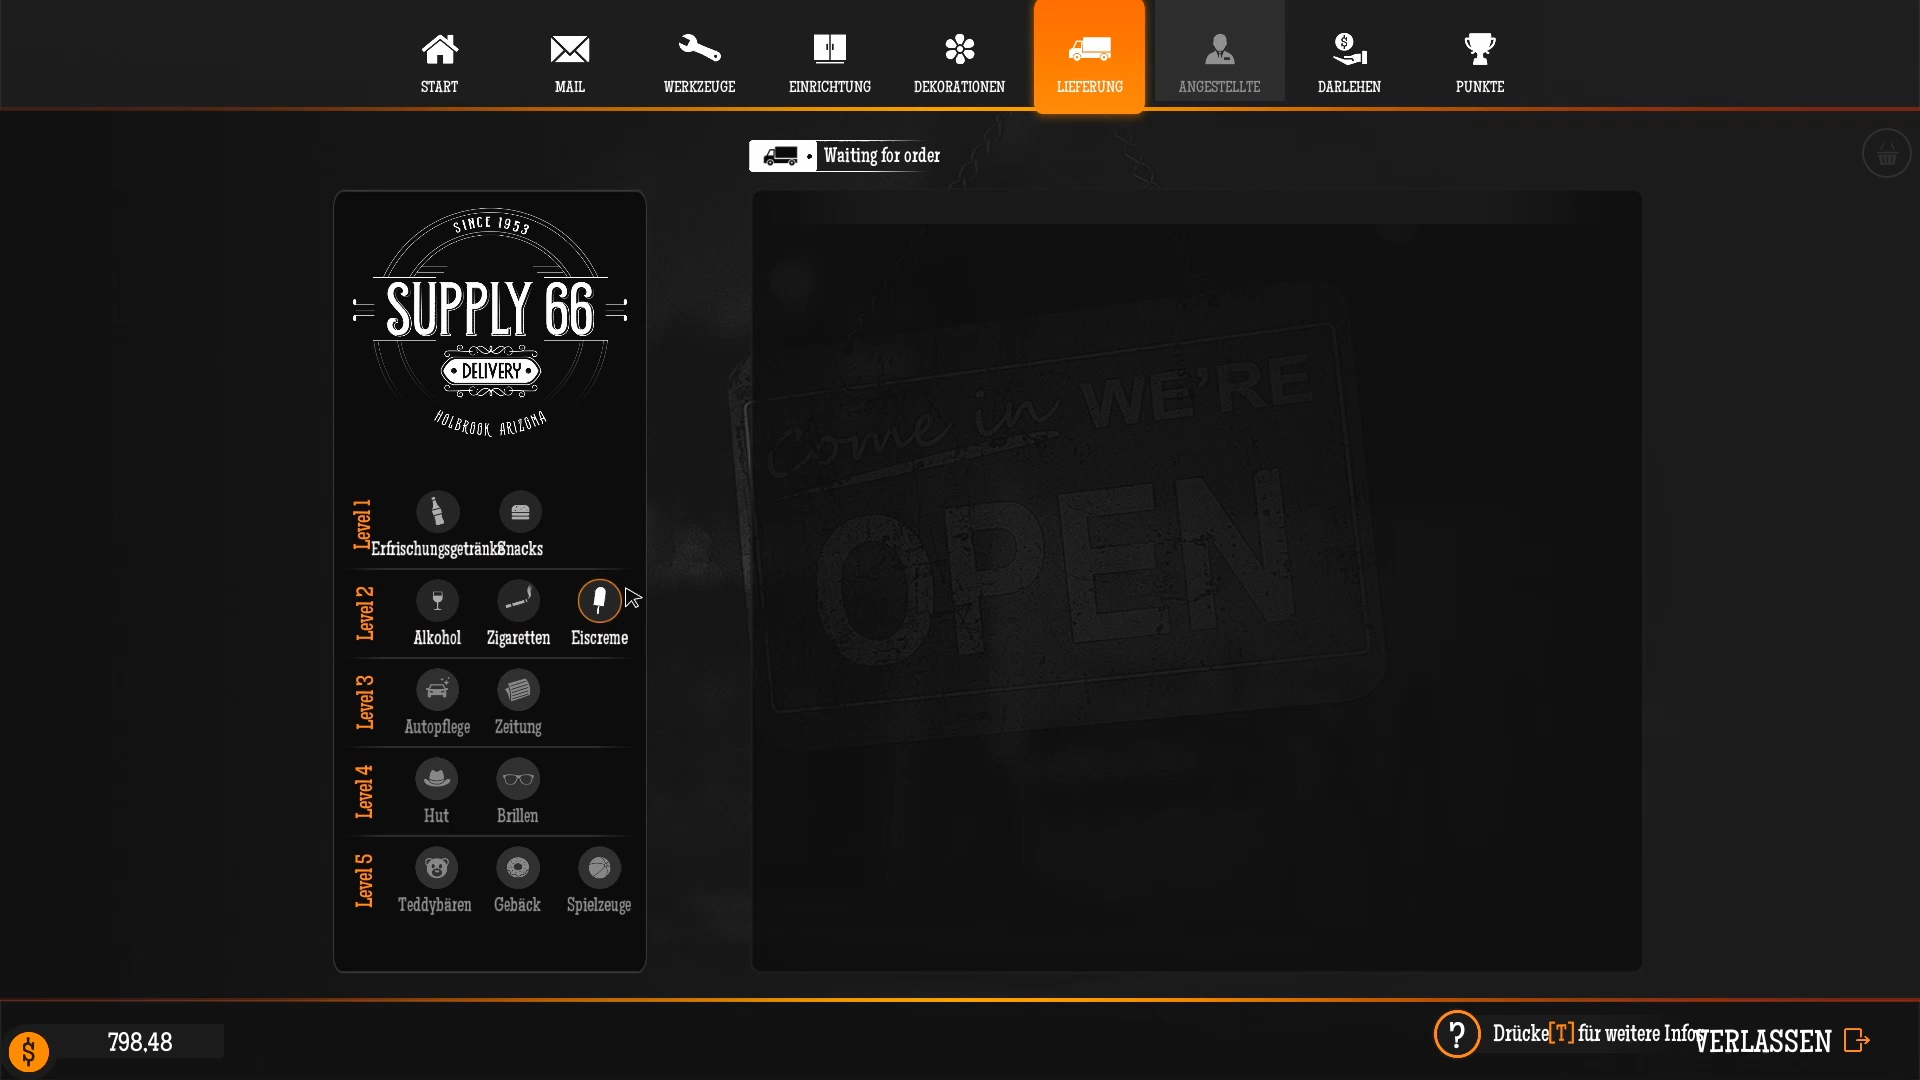 START
MAIL
WERKZEUGE
EINRICHTUNG
DEKORATIONEN
LIEFERUNG
ANGESTELLTE
DARLEHEN
PUNKTE
Waiting for order
SINCE 1953
SUPPLY 66
• DELIVERY •
HOLBROOK, ARIZONA
Come in WE'RE
OPEN
Level 1
Erfrischungsgetränke
Snacks
Level 2
Alkohol
Zigaretten
Eiscreme
Level 3
Autopflege
Zeitung
Level 4
Hut
Brillen
Level 5
Teddybären
Gebäck
Spielzeuge
$
798,48
?
Drücke[T] für weitere Infos
VERLASSEN